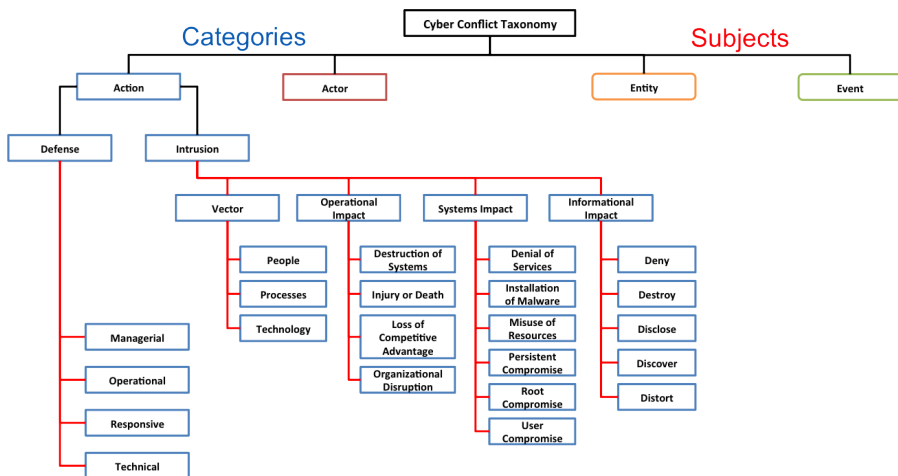 Cyber Conflict Taxonomy
Categories
Subjects
Action
Actor
Entity
Event
Defense
Intrusion
Vector
Operational
Impact
Systems Impact
Informational
Impact
People
Processes
Technology
Destruction of
Systems
Injury or Death
Loss of
Competitive
Advantage
Organizational
Disruption
Denial of
Services
Installation
of Malware
Misuse of
Resources
Persistent
Compromise
Root
Compromise
User
Compromise
Deny
Destroy
Disclose
Discover
Distort
Managerial
Operational
Responsive
Technical